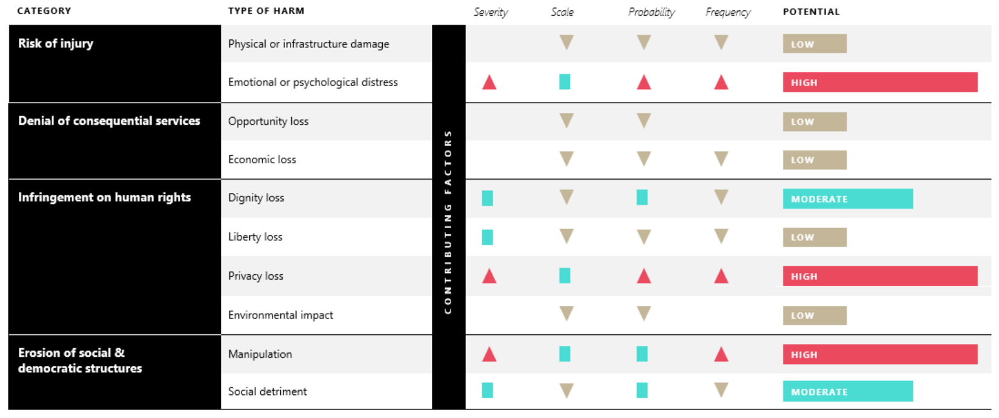 CATEGORY TYPE OF HARM Severity Scale Probability Frequency POTENTIAL
Risk of injury Physical or infrastructure damage LOW
Emotional or psychological distress HIGH
Denial of consequential services Opportunity loss LOW
Economic loss LOW
Infringement on human rights Dignity loss MODERATE
Liberty loss LOW
Privacy loss HIGH
Environmental impact LOW
Erosion of social & Manipulation HIGH
democratic structures
Social detriment MODERATE
CONTRIBUTING FACTORS